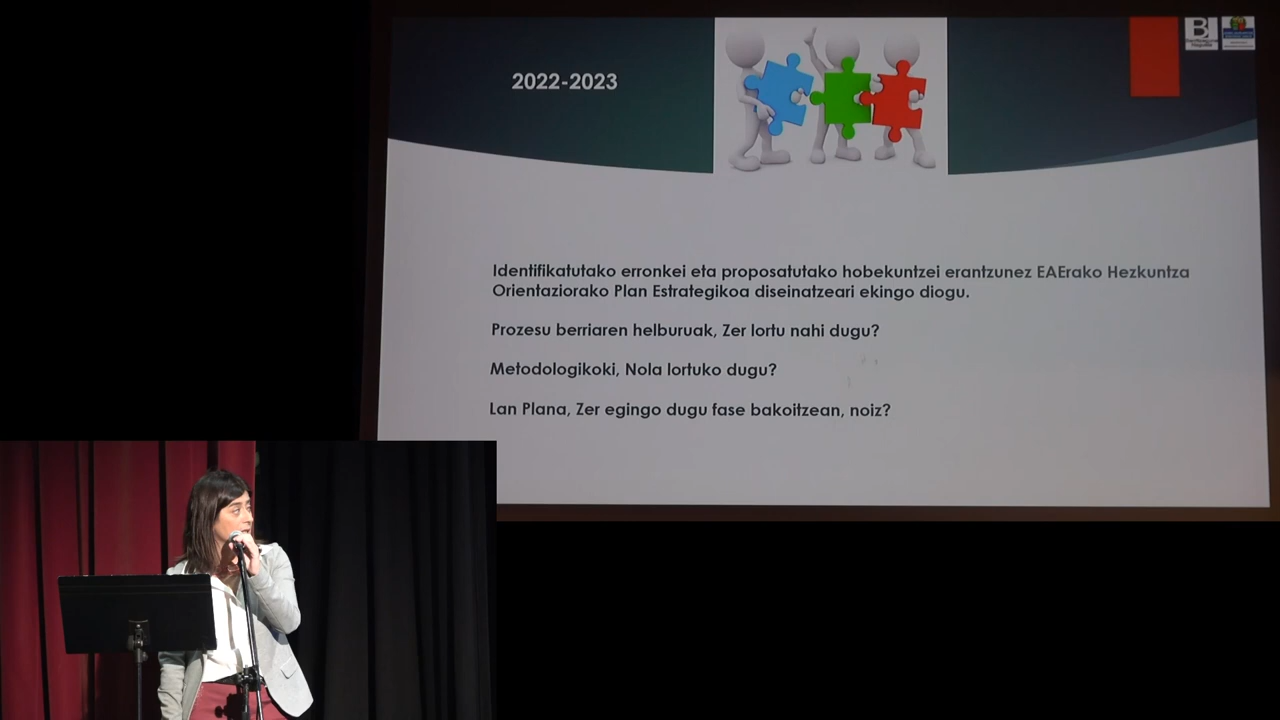 2022-2023
BI
Identifikatutako erronkei eta proposatutako hobekuntzei erantzunez EAErako Hezkuntza
Orientaziorako Plan Estrategikoa diseinatzeari ekingo diogu.
Prozesu berriaren helburuak, Zer lortu nahi dugu?
Metodologikoki, Nola lortuko dugu?
Lan Plana, Zer egingo dugu fase bakoitzean, noiz?